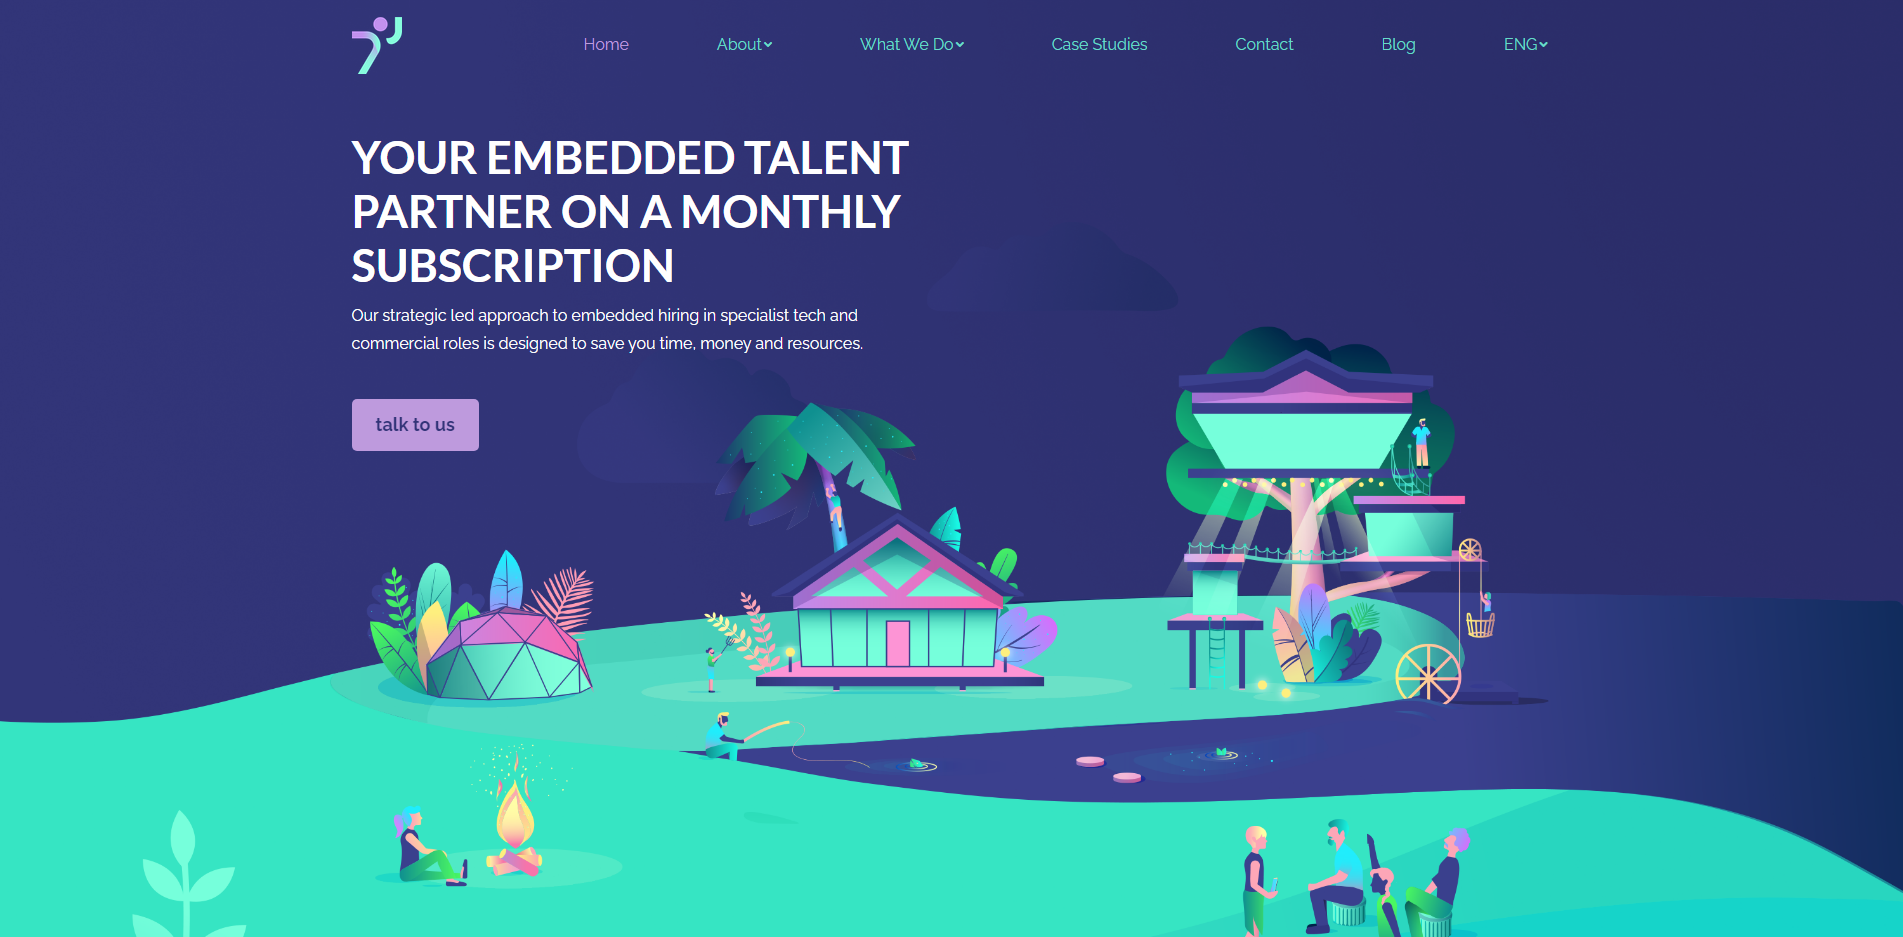 Home About What We Do Case Studies Contact Blog ENG
YOUR EMBEDDED TALENT
PARTNER ON A MONTHLY
SUBSCRIPTION
Our strategic led approach to embedded hiring in specialist tech and
commercial roles is designed to save you time, money and resources.
talk to us